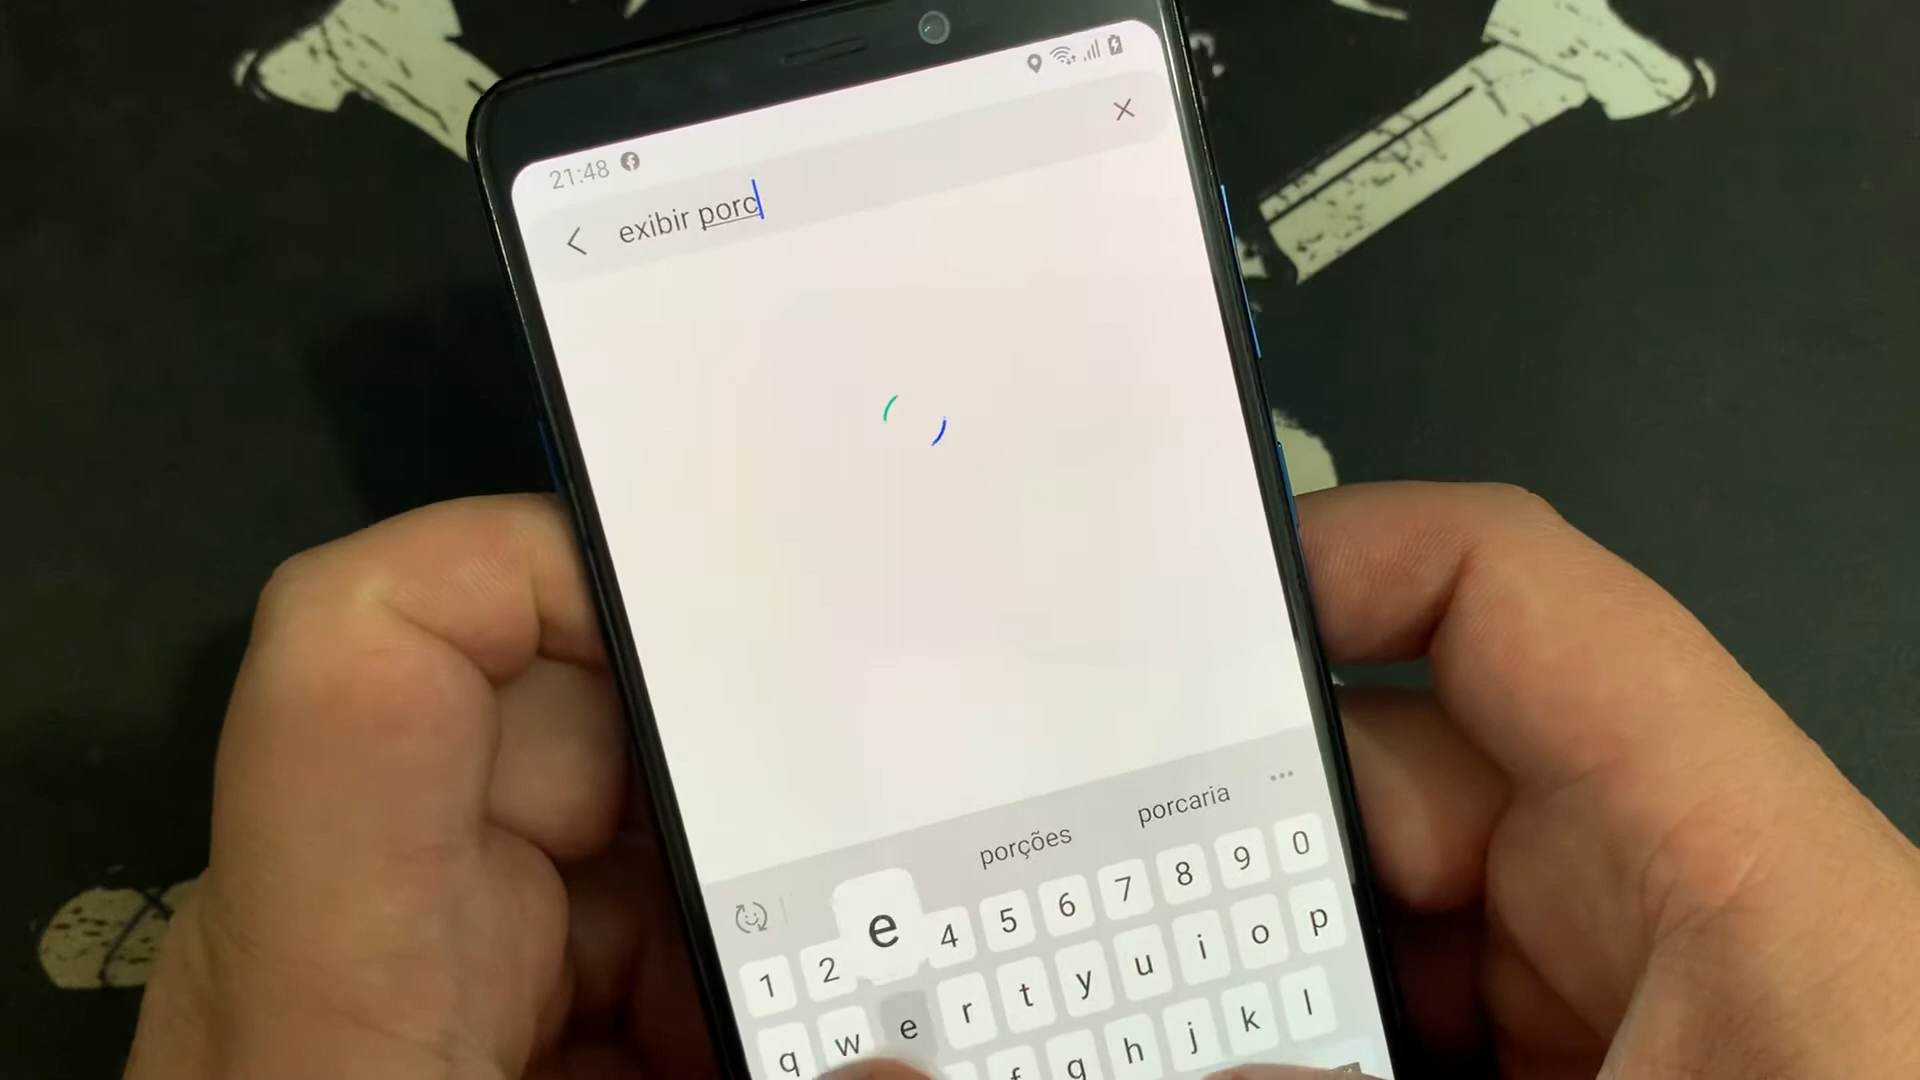 21:48
exibir porc
porções porcaria
e
1 2 4 5 6 7 8 9 0
q w e r t y u i o p
f g h j k l